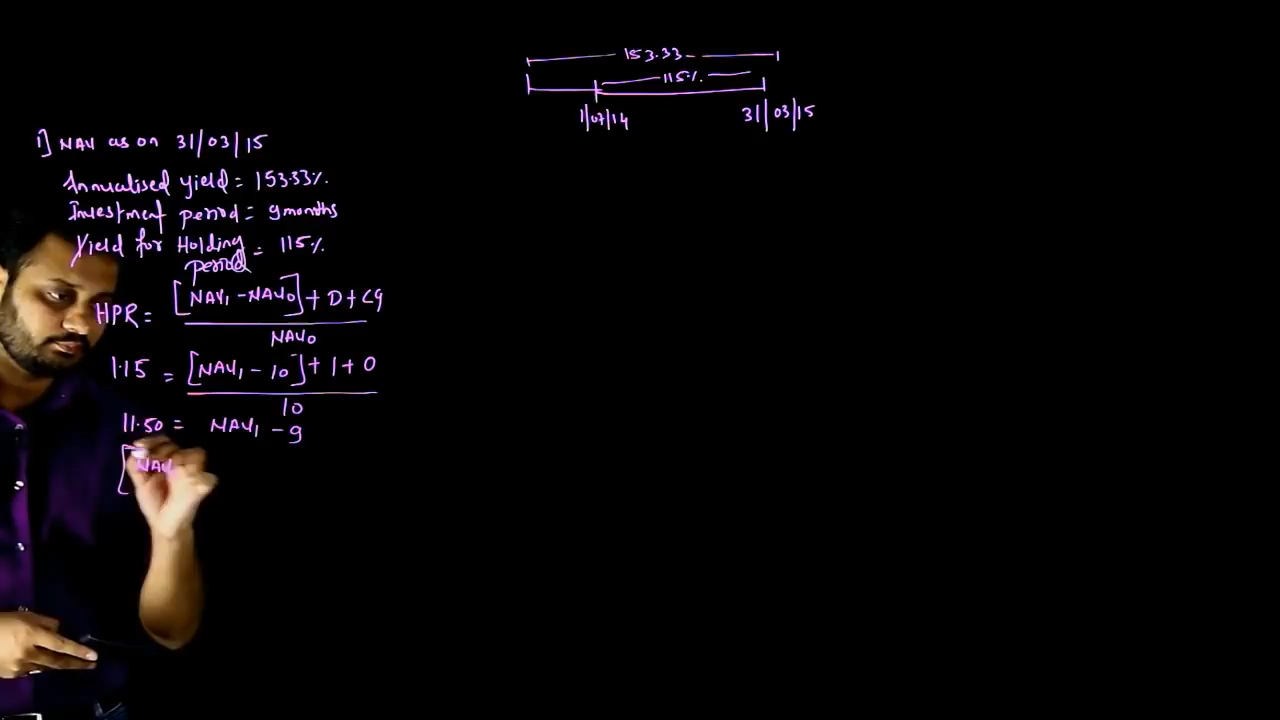 153.33
115%
1/07/14 31/03/15
1] NAV as on 31/03/15
Annualised yield = 153.33%.
Investment period = 9months
Yield for Holding period = 115%
HPR = [NAV₁ - NAV₀] + D + CG
NAV₀
1.15 = [NAV₁ - 10] + 1 + 0
10
11.50 = NAV₁ - 9
[NAV